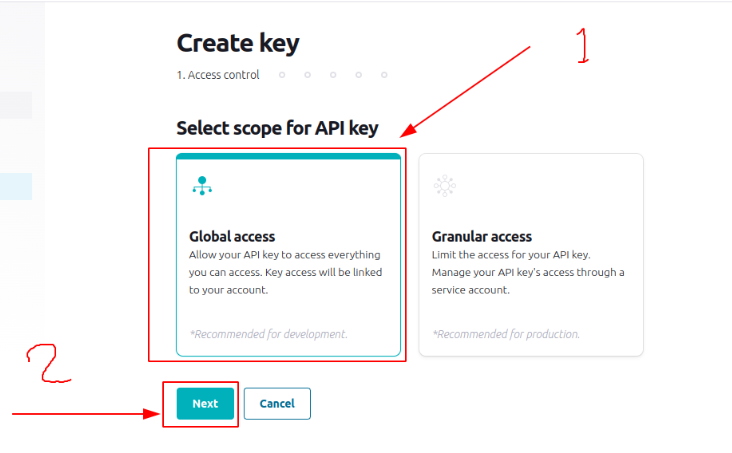 Create key
1
1. Access control
Select scope for API key
Global access
Allow your API key to access everything
you can access. Key access will be linked
to your account.
*Recommended for development.
Granular access
Limit the access for your API key.
Manage your API key's access through a
service account.
*Recommended for production.
2
Next
Cancel